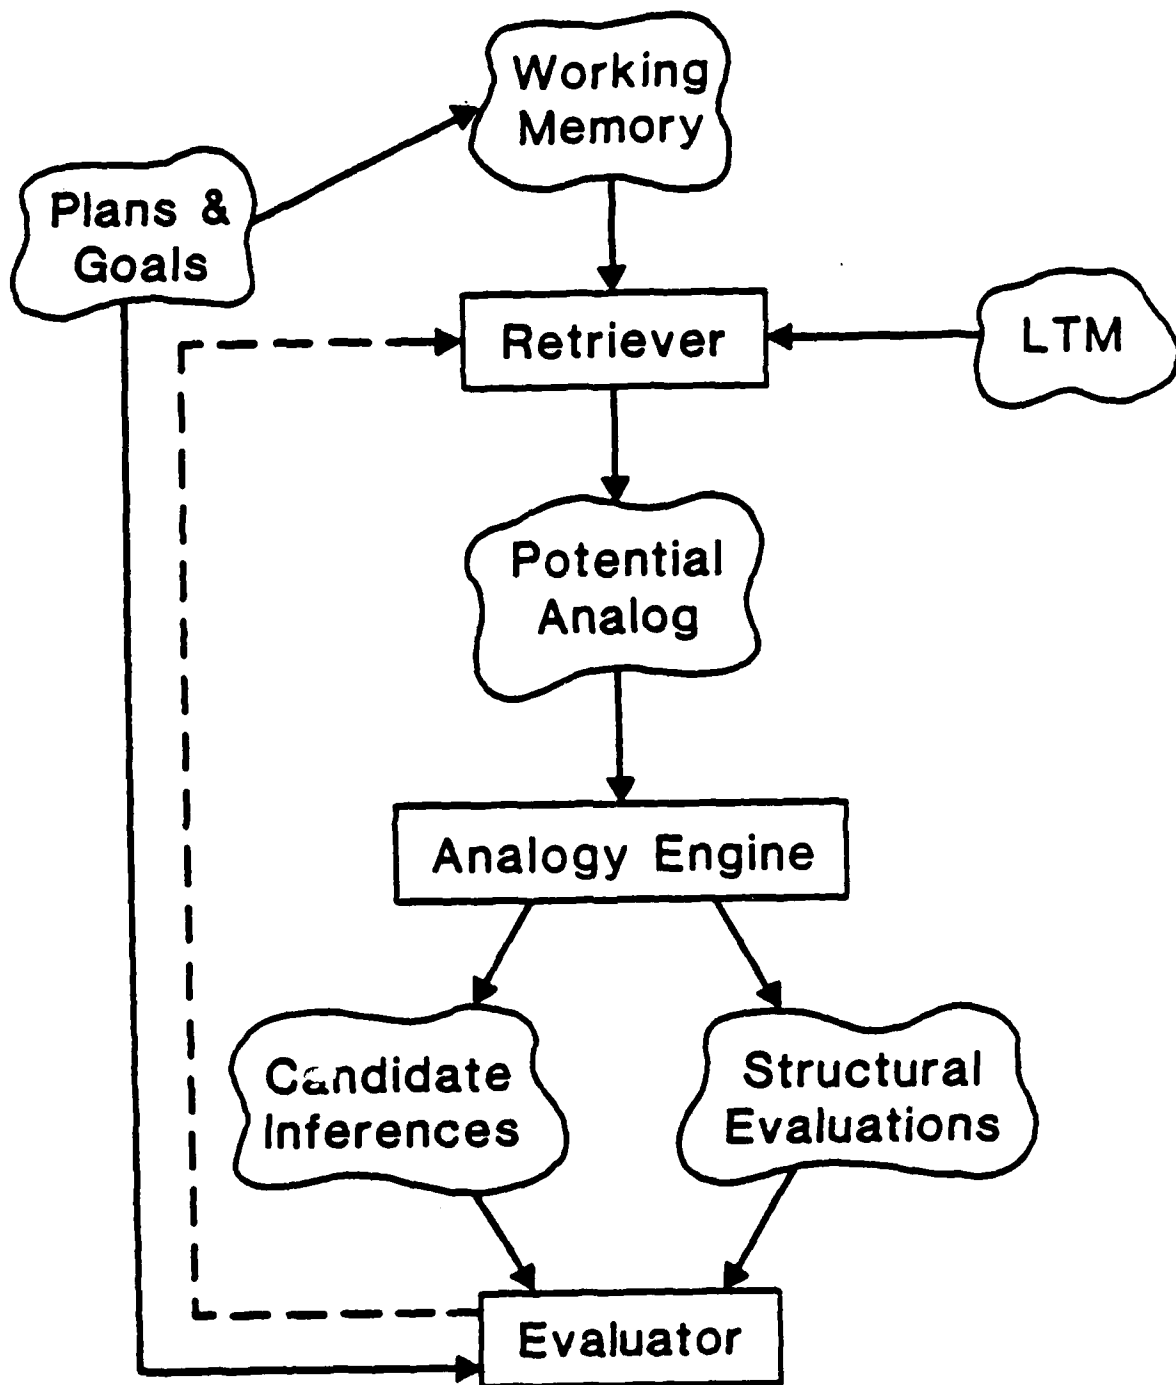 Working
Memory
Plans &
Goals
Retriever
LTM
Potential
Analog
Analogy Engine
Candidate
Inferences
Structural
Evaluations
Evaluator